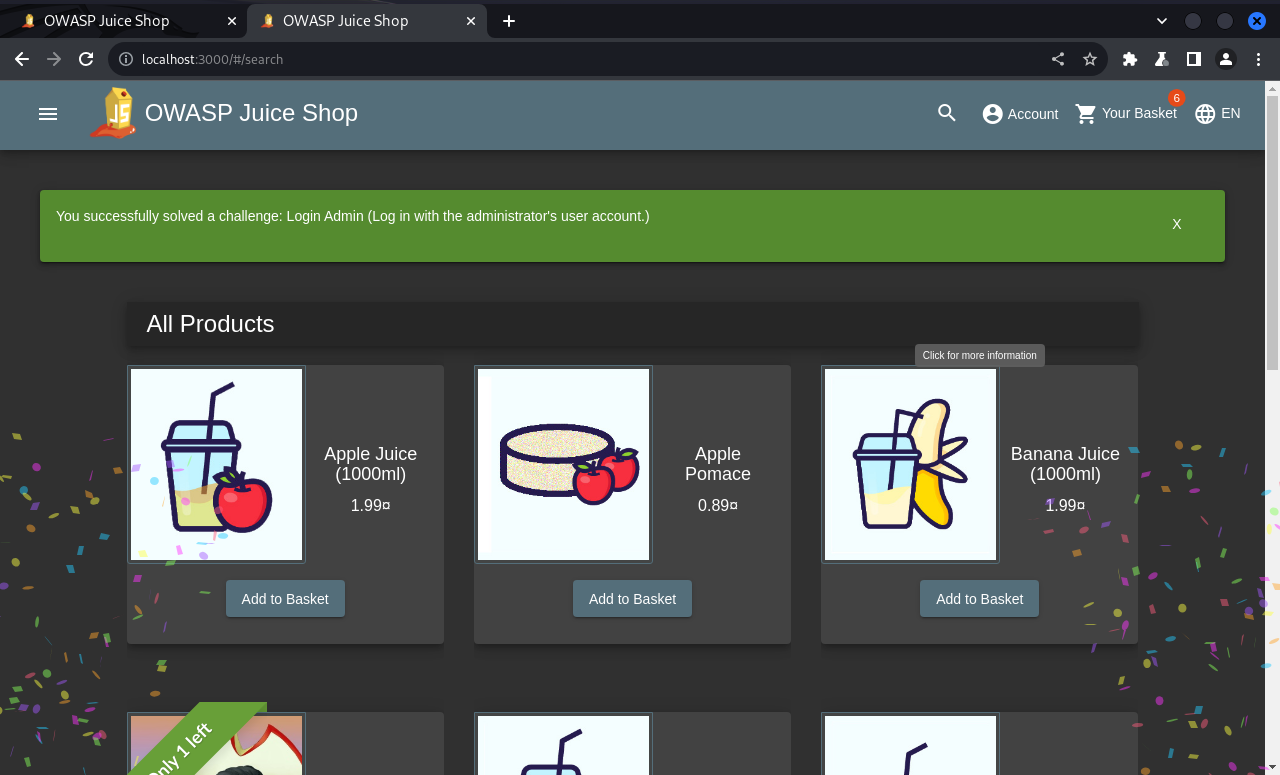 OWASP Juice Shop
OWASP Juice Shop
localhost:3000/#/search
JS
OWASP Juice Shop
Account
Your Basket
6
EN
You successfully solved a challenge: Login Admin (Log in with the administrator's user account.)
X
All Products
Click for more information
Apple Juice
(1000ml)
1.99¤
Apple
Pomace
0.89¤
Banana Juice
(1000ml)
1.99¤
Add to Basket
Add to Basket
Add to Basket
Only 1 left